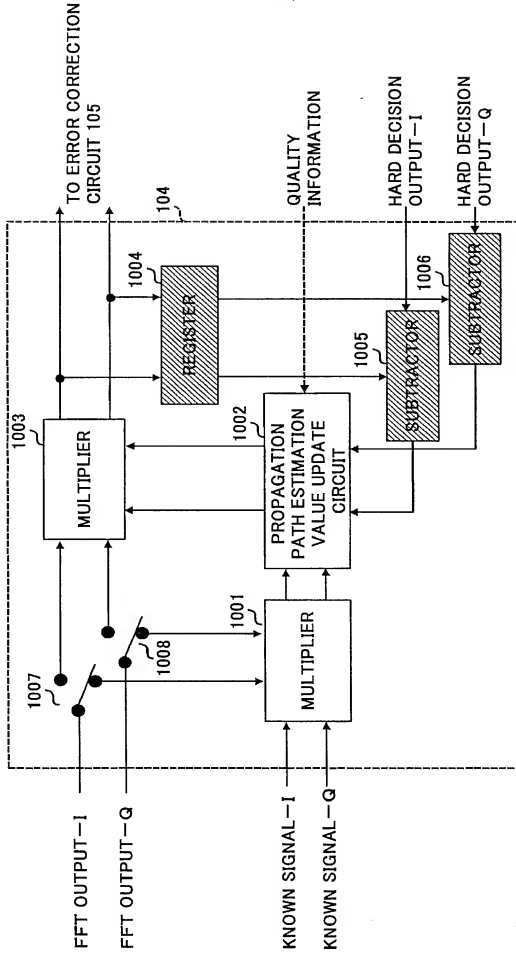 TO ERROR CORRECTION
CIRCUIT 105
104
1003
MULTIPLIER
1004
REGISTER
1007
1008
FFT OUTPUT-I
FFT OUTPUT-Q
QUALITY
INFORMATION
1002
PROPAGATION
PATH ESTIMATION
VALUE UPDATE
CIRCUIT
1001
MULTIPLIER
KNOWN SIGNAL-I
KNOWN SIGNAL-Q
1005
SUBTRACTOR
HARD DECISION
OUTPUT-I
1006
SUBTRACTOR
HARD DECISION
OUTPUT-Q